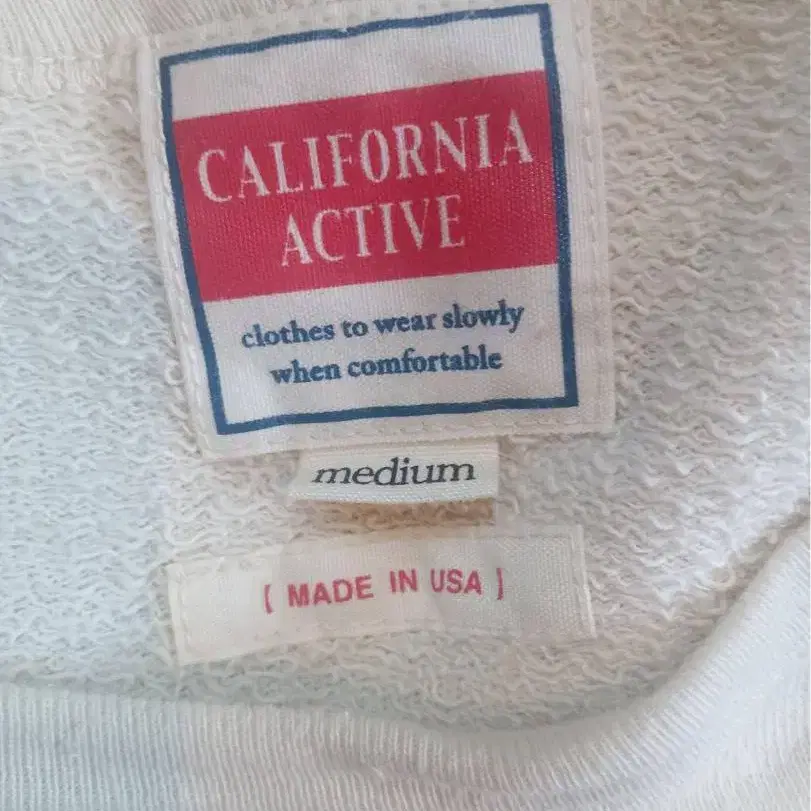 CALIFORNIA
ACTIVE
clothes to wear slowly
when comfortable
medium
[ MADE IN USA ]